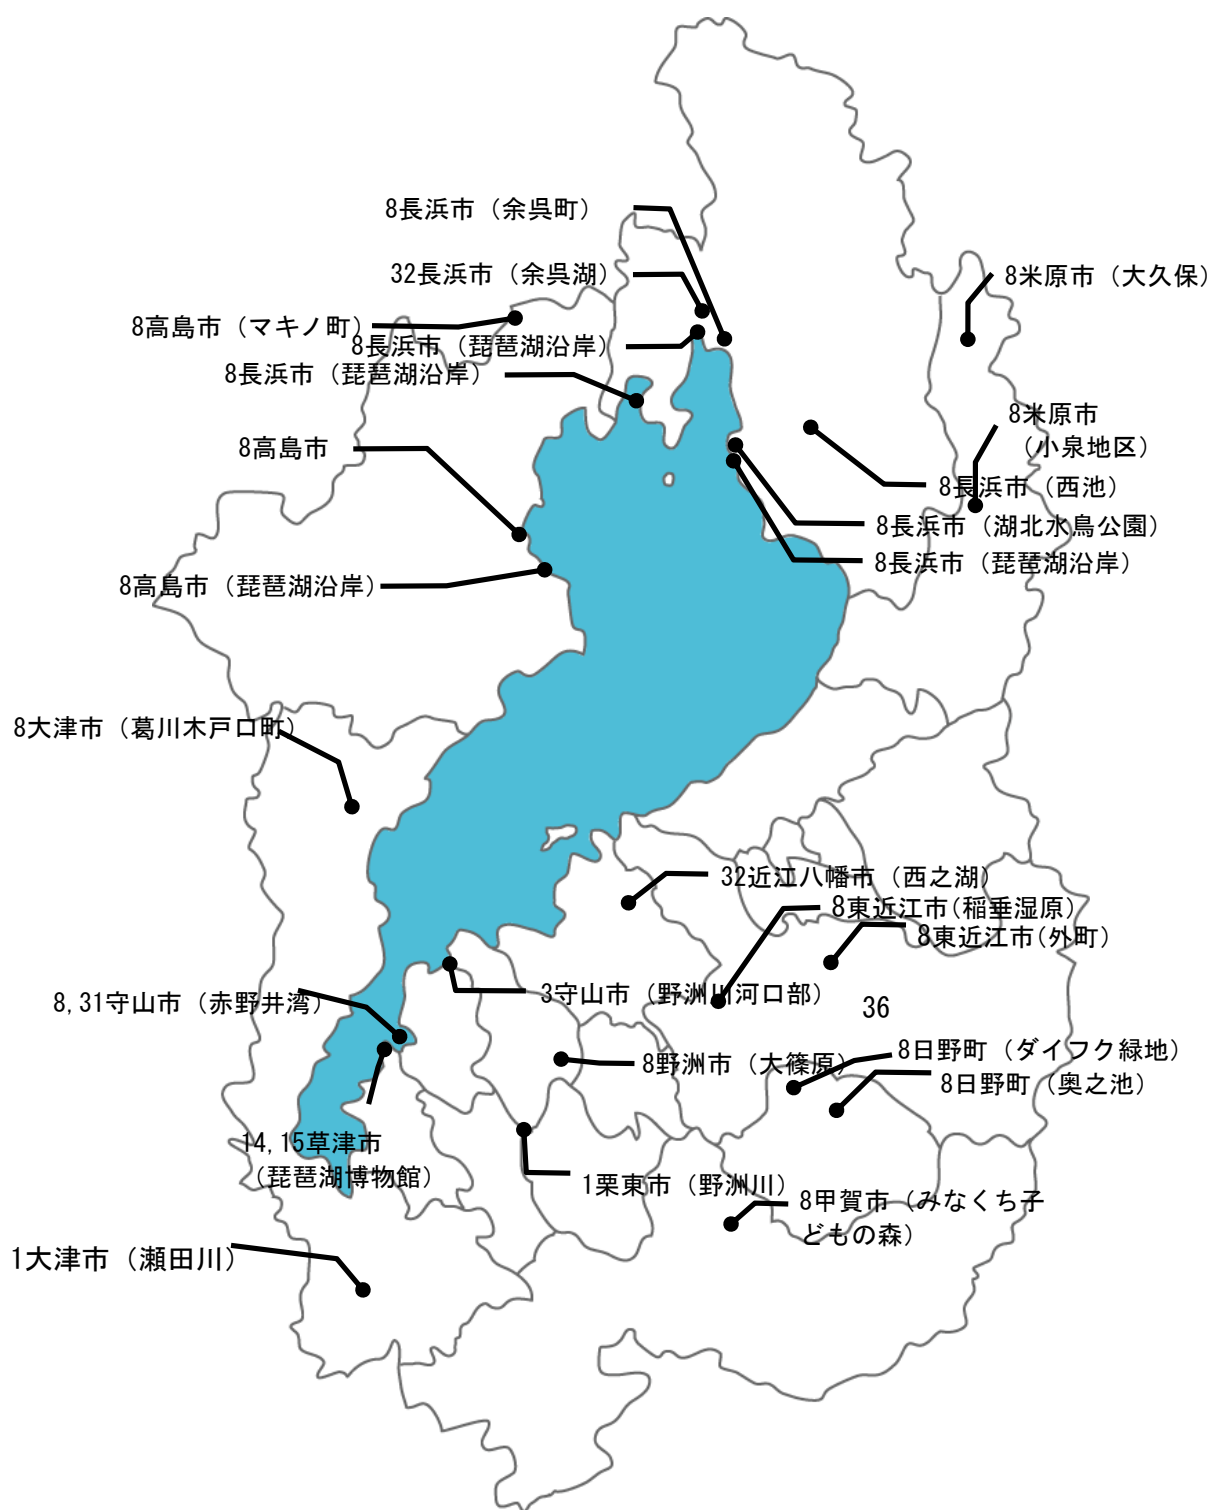 8長浜市（余呉町）
32長浜市（余呉湖）
8米原市（大久保）
8高島市（マキノ町）
8長浜市（琵琶湖沿岸）
8長浜市（琵琶湖沿岸）
8米原市
（小泉地区）
8高島市
8長浜市（西池）
8長浜市（湖北水鳥公園）
8長浜市（琵琶湖沿岸）
8高島市（琵琶湖沿岸）
8大津市（葛川木戸口町）
32近江八幡市（西之湖）
8東近江市(稲垂湿原)
8東近江市(外町)
3守山市（野洲川河口部）
8,31守山市（赤野井湾）
36
8日野町（ダイフク緑地）
8野洲市（大篠原）
8日野町（奥之池）
14,15草津市
（琵琶湖博物館）
1栗東市（野洲川）
8甲賀市（みなくち子
どもの森）
1大津市（瀬田川）